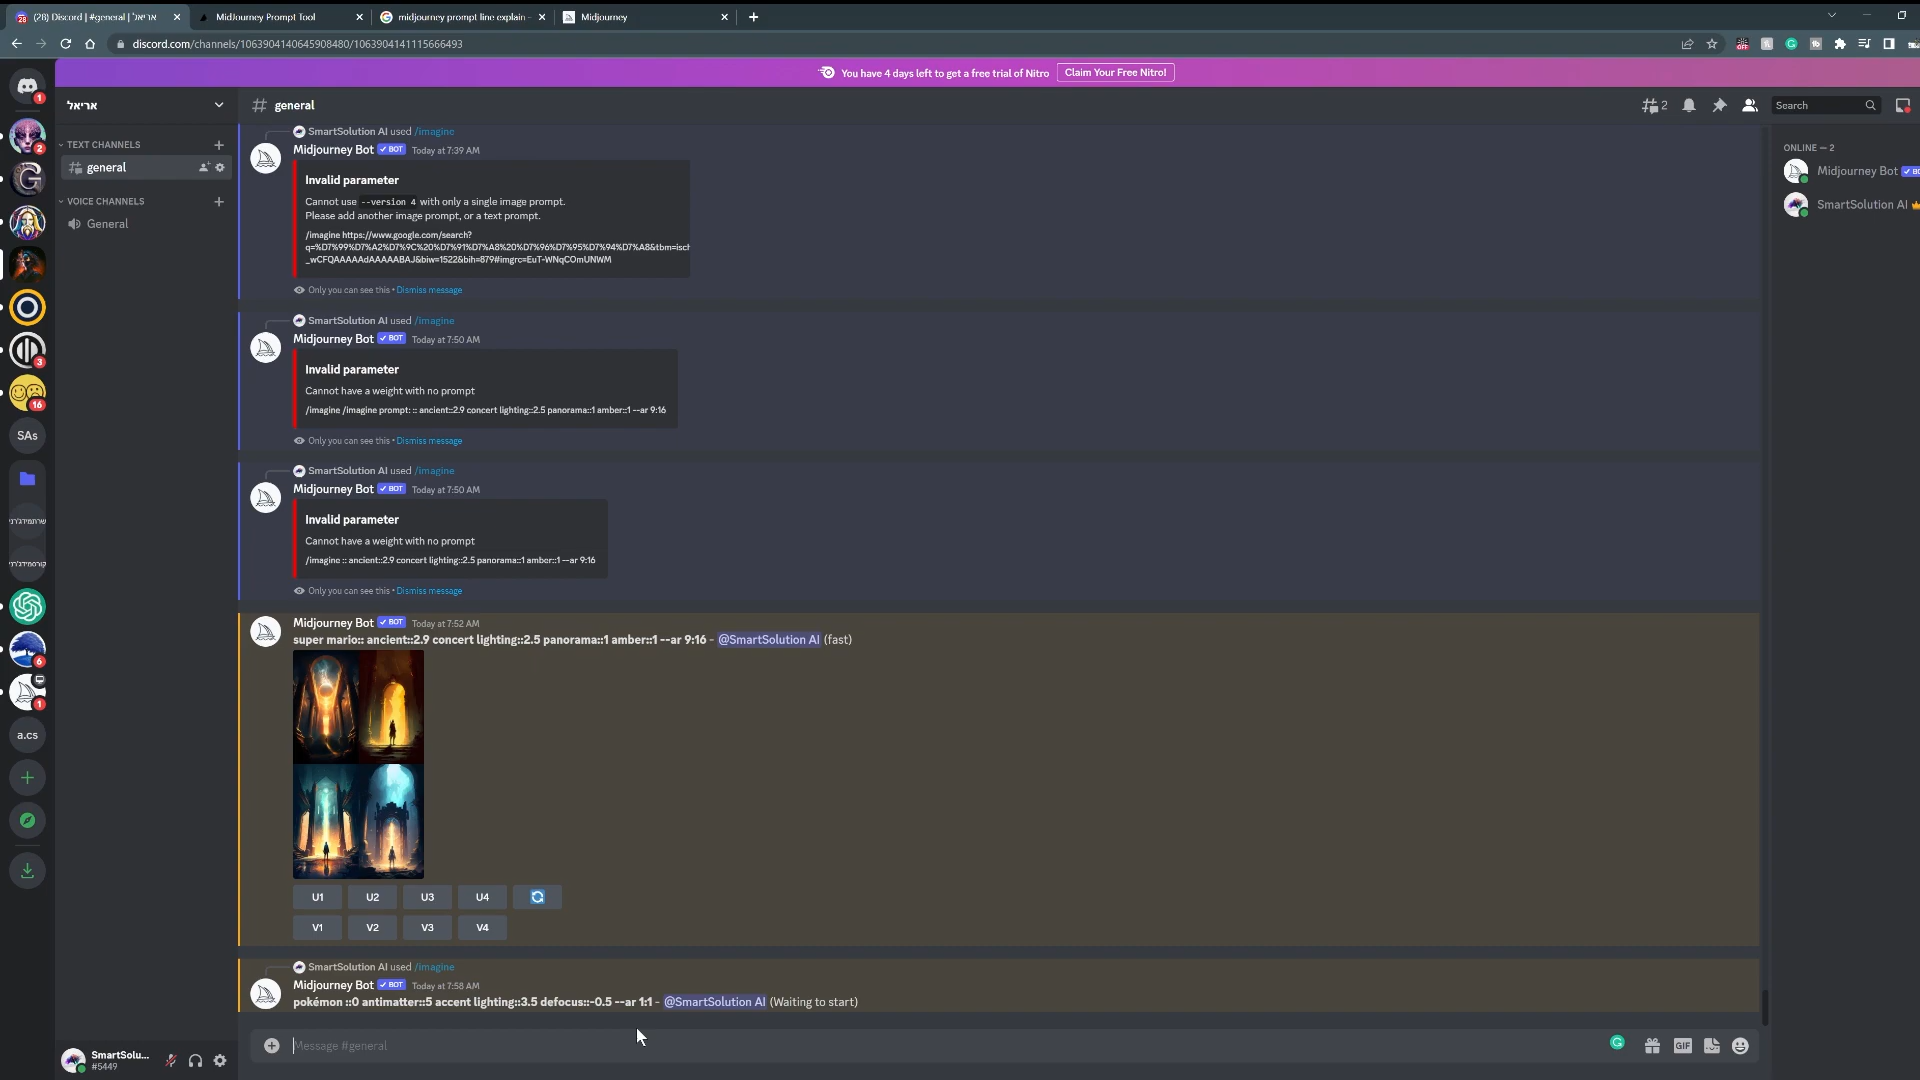 (28) Discord | #general | אריאל
MidJourney Prompt Tool
midjourney prompt line explain -
Midjourney
discord.com/channels/1063904140645908480/1063904141115666493
You have 4 days left to get a free trial of Nitro
Claim Your Free Nitro!
אריאל
general
2
Search
TEXT CHANNELS
general
VOICE CHANNELS
General
1
2
3
16
SAs
שרתמידג'רני
קורסמידג'רני
6
1
a.cs
SmartSolution AI used /imagine
Midjourney Bot BOT Today at 7:39 AM
Invalid parameter
Cannot use --version 4 with only a single image prompt.
Please add another image prompt, or a text prompt.
/imagine https://www.google.com/search?
q=%D7%99%D7%A2%D7%9C%20%D7%91%D7%A8%20%D7%96%D7%95%D7%94%D7%A8&tbm=isch
_wCFQAAAAAdAAAAABAJ&biw=1522&bih=879#imgrc=EuT-WNqCOmUNWM
Only you can see this • Dismiss message
SmartSolution AI used /imagine
Midjourney Bot BOT Today at 7:50 AM
Invalid parameter
Cannot have a weight with no prompt
/imagine /imagine prompt: :: ancient::2.9 concert lighting::2.5 panorama::1 amber::1 --ar 9:16
Only you can see this • Dismiss message
SmartSolution AI used /imagine
Midjourney Bot BOT Today at 7:50 AM
Invalid parameter
Cannot have a weight with no prompt
/imagine :: ancient::2.9 concert lighting::2.5 panorama::1 amber::1 --ar 9:16
Only you can see this • Dismiss message
Midjourney Bot BOT Today at 7:52 AM
super mario:: ancient::2.9 concert lighting::2.5 panorama::1 amber::1 --ar 9:16 - @SmartSolution AI (fast)
U1 U2 U3 U4
V1 V2 V3 V4
SmartSolution AI used /imagine
Midjourney Bot BOT Today at 7:58 AM
pokémon ::0 antimatter::5 accent lighting::3.5 defocus::-0.5 --ar 1:1 - @SmartSolution AI (Waiting to start)
Message #general
GIF
SmartSolu...
#5449
ONLINE — 2
Midjourney Bot
SmartSolution AI